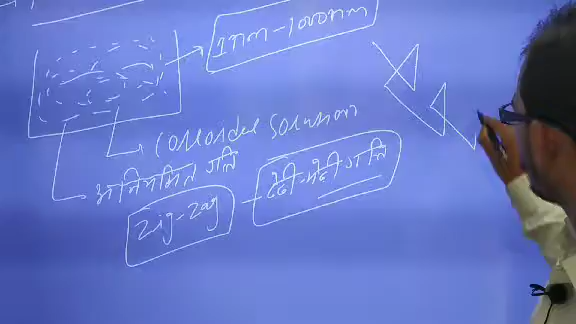 1nm-1000nm
Colloidal Solution
अनियमित गति
Zig-Zag - टेढ़ी-मेढ़ी गति